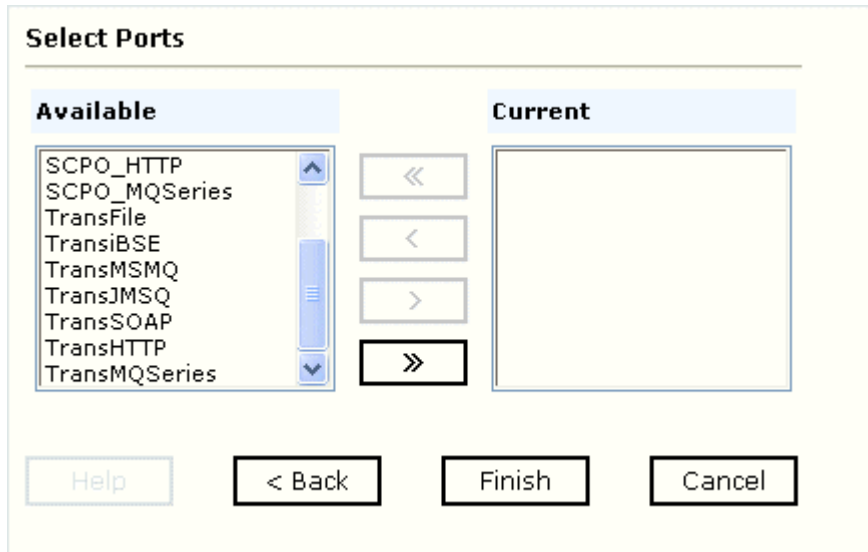 Select Ports
Available
Current
SCPO_HTTP
SCPO_MQSeries
TransFile
TransiBSE
TransMSMQ
TransJMSQ
TransSOAP
TransHTTP
TransMQSeries
«
<
>
»
Help
< Back
Finish
Cancel